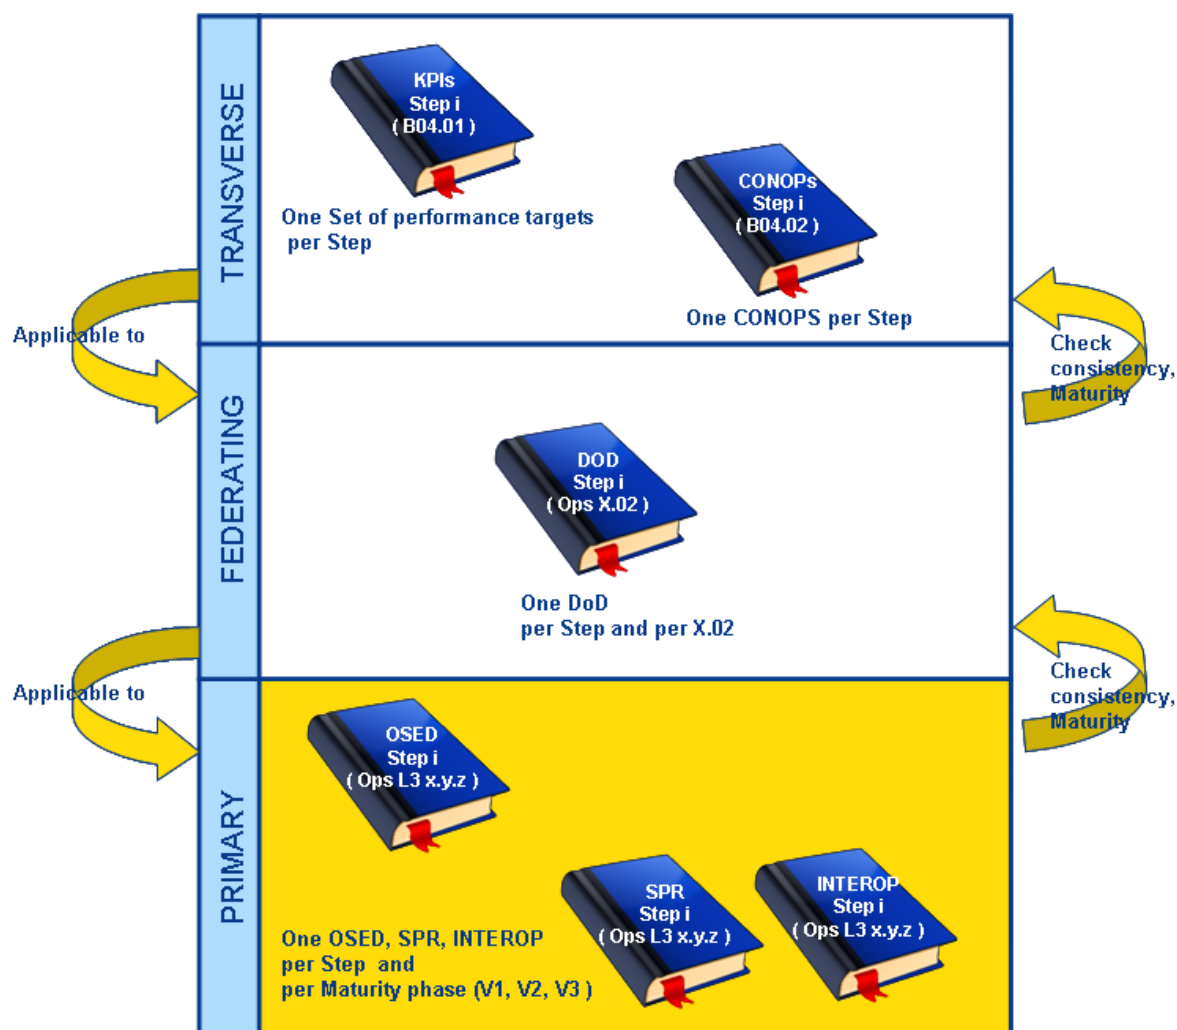 TRANSVERSE
KPIs
Step i
( B04.01 )
One Set of performance targets
per Step
CONOPs
Step i
( B04.02 )
One CONOPS per Step
Applicable to
Check
consistency,
Maturity
FEDERATING
DOD
Step i
( Ops X.02 )
One DoD
per Step and per X.02
Applicable to
Check
consistency,
Maturity
PRIMARY
OSED
Step i
( Ops L3 x.y.z )
SPR
Step i
( Ops L3 x.y.z )
INTEROP
Step i
( Ops L3 x.y.z )
One OSED, SPR, INTEROP
per Step and
per Maturity phase (V1, V2, V3 )